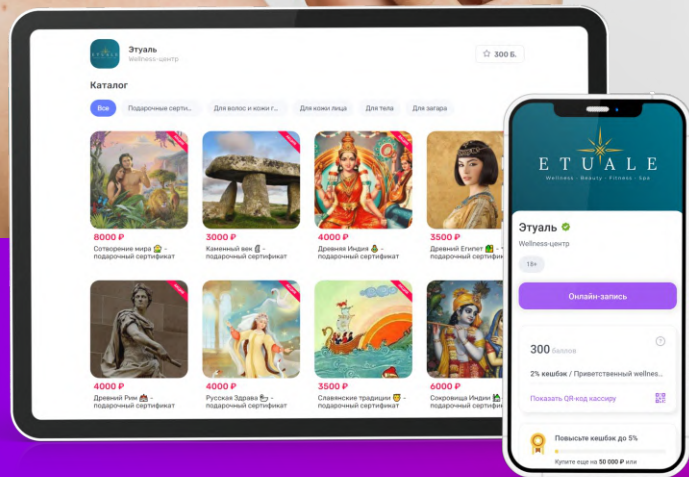 Этуаль
Wellness-центр
300 Б.
Каталог
Все
Подарочные серти...
Для волос и кожи г...
Для кожи лица
Для тела
Для загара
8000 ₽
Сотворение мира -
подарочный сертификат
3000 ₽
Каменный век -
подарочный сертификат
4000 ₽
Древняя Индия -
подарочный сертификат
3500 ₽
Древний Египет -
подарочный сертифи
4000 ₽
Древний Рим -
подарочный сертификат
4000 ₽
Русская Здрава -
подарочный сертификат
3500 ₽
Славянские традиции -
подарочный сертификат
6000 ₽
Сокровища Индии
подарочный сертифи
ETUALE
Wellness - Beauty - Fitness - Spa
Этуаль
Wellness-центр
18+
Онлайн-запись
300 баллов
2% кешбэк / Приветственный wellnes...
Показать QR-код кассиру
Повысьте кешбэк до 5%
Купите еще на 50 000 ₽ или